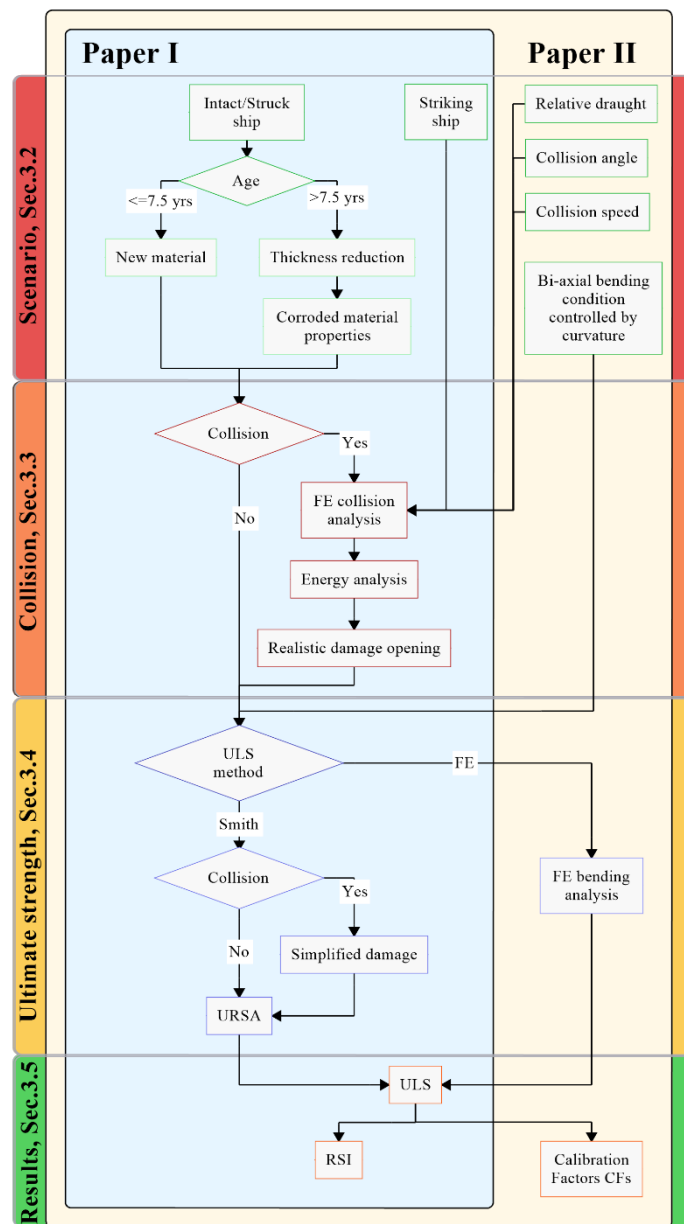 Paper I
Paper II
Scenario, Sec.3.2
Intact/Struck
ship
Striking
ship
Relative draught
Age
Collision angle
<=7.5 yrs
>7.5 yrs
Collision speed
New material
Thickness reduction
Bi-axial bending
condition
controlled by
curvature
Corroded material
properties
Collision, Sec.3.3
Collision
Yes
No
FE collision
analysis
Energy analysis
Realistic damage opening
Ultimate strength, Sec.3.4
ULS
method
FE
Smith
Collision
Yes
FE bending
analysis
No
Simplified damage
URSA
Results, Sec.3.5
ULS
RSI
Calibration
Factors CFs